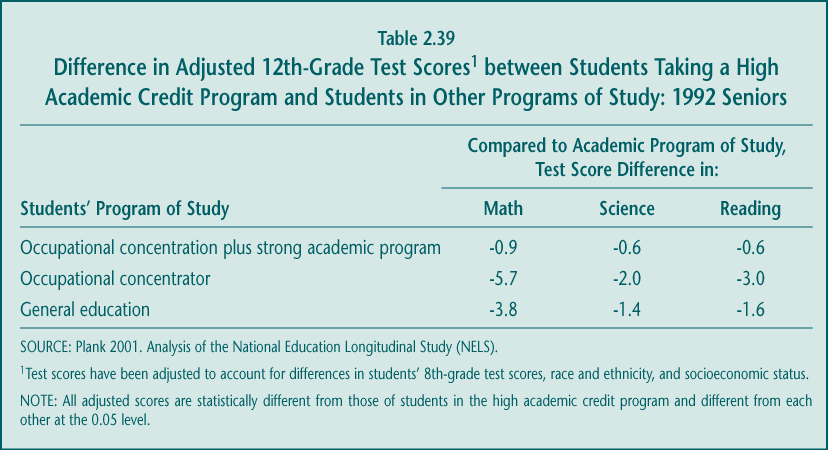 Table 2.39
Difference in Adjusted 12th-Grade Test Scores¹ between Students Taking a High
Academic Credit Program and Students in Other Programs of Study: 1992 Seniors
Compared to Academic Program of Study,
Test Score Difference in:
Students’ Program of Study Math Science Reading
Occupational concentration plus strong academic program -0.9 -0.6 -0.6
Occupational concentrator -5.7 -2.0 -3.0
General education -3.8 -1.4 -1.6
SOURCE: Plank 2001. Analysis of the National Education Longitudinal Study (NELS).
¹Test scores have been adjusted to account for differences in students’ 8th-grade test scores, race and ethnicity, and socioeconomic status.
NOTE: All adjusted scores are statistically different from those of students in the high academic credit program and different from each
other at the 0.05 level.